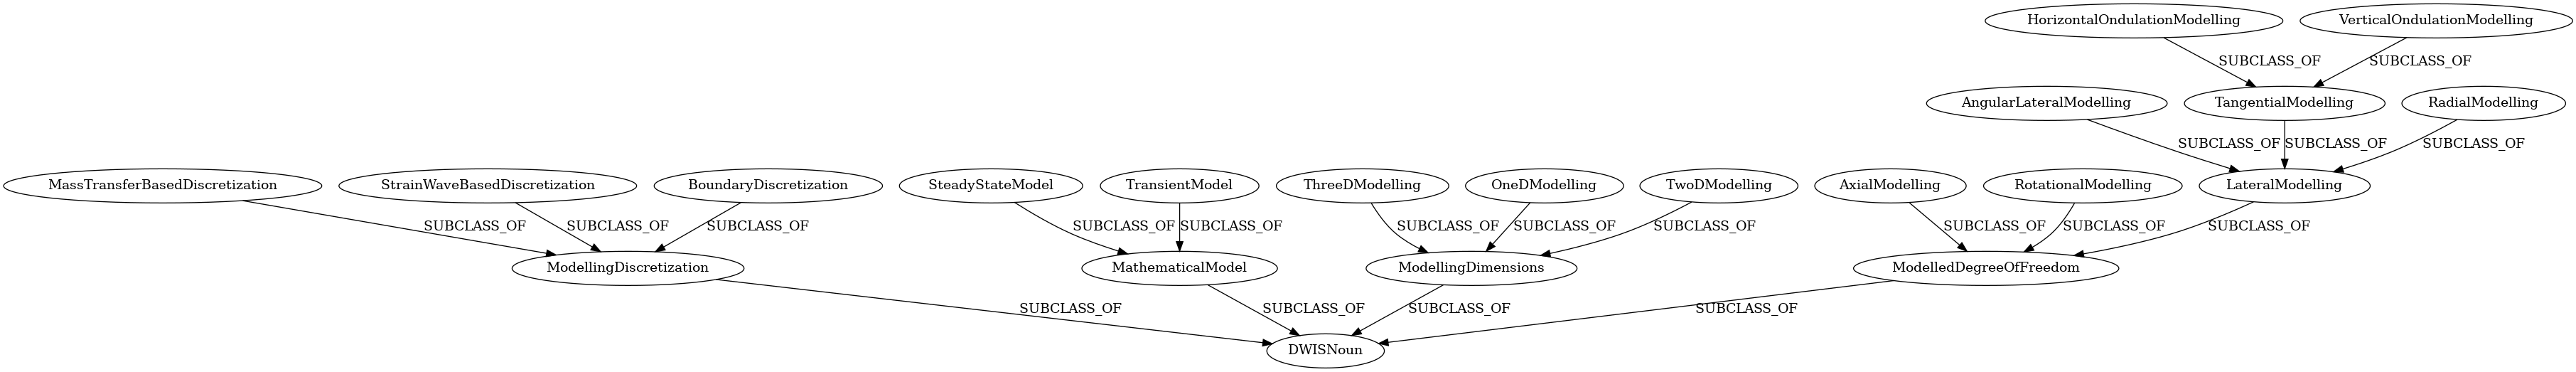 HorizontalOndulationModelling VerticalOndulationModelling
SUBCLASS_OF SUBCLASS_OF
AngularLateralModelling TangentialModelling RadialModelling
SUBCLASS_OF SUBCLASS_OF SUBCLASS_OF
MassTransferBasedDiscretization StrainWaveBasedDiscretization BoundaryDiscretization SteadyStateModel TransientModel ThreeDModelling OneDModelling TwoDModelling AxialModelling RotationalModelling LateralModelling
SUBCLASS_OF SUBCLASS_OF SUBCLASS_OF SUBCLASS_OF SUBCLASS_OF SUBCLASS_OF SUBCLASS_OF SUBCLASS_OF SUBCLASS_OF SUBCLASS_OF SUBCLASS_OF
ModellingDiscretization MathematicalModel ModellingDimensions ModelledDegreeOfFreedom
SUBCLASS_OF SUBCLASS_OF SUBCLASS_OF SUBCLASS_OF
DWISNoun